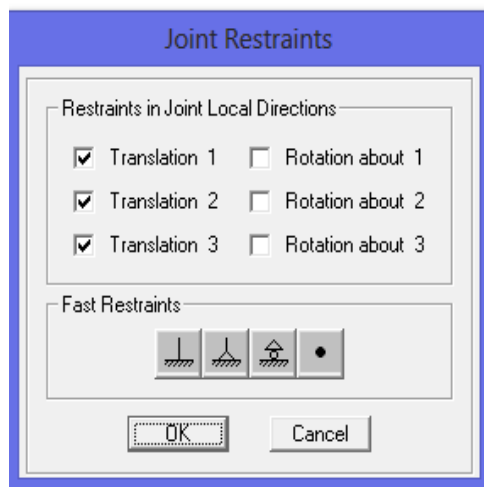 Joint Restraints
Restraints in Joint Local Directions
Translation 1 Rotation about 1
Translation 2 Rotation about 2
Translation 3 Rotation about 3
Fast Restraints
OK Cancel